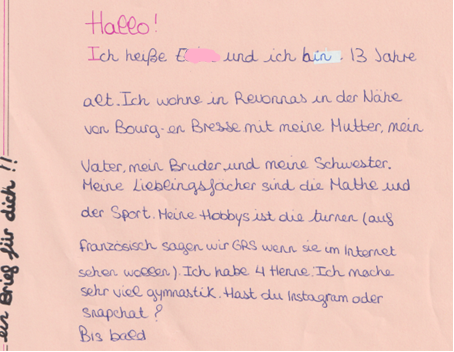 Hallo!
Ich heiße und ich bin 13 Jahre
alt. Ich wohne in Revonnas in der Nähe
von Bourg-en Bresse mit meine Mutter, mein
Vater, mein Bruder und meine Schwester.
Meine Lieblingsfächer sind die Mathe und
der Sport. Meine Hobbys ist die turnen (auf
französisch sagen wir GRS wenn sie im Internet
sehen wollen). Ich habe 4 Henne. Ich mache
sehr viel gymnastik. Hast du Instagram oder
snapchat ?
Bis bald
ein Brief für dich !!